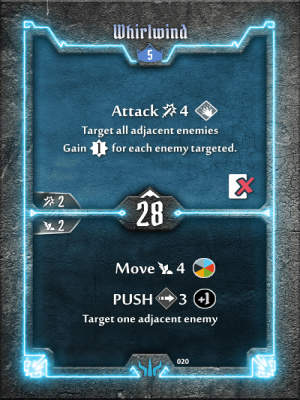 Whirlwind
5
Attack 4
Target all adjacent enemies
Gain 1 for each enemy targeted.
2
28
2
Move 4
PUSH 3 +1
Target one adjacent enemy
020